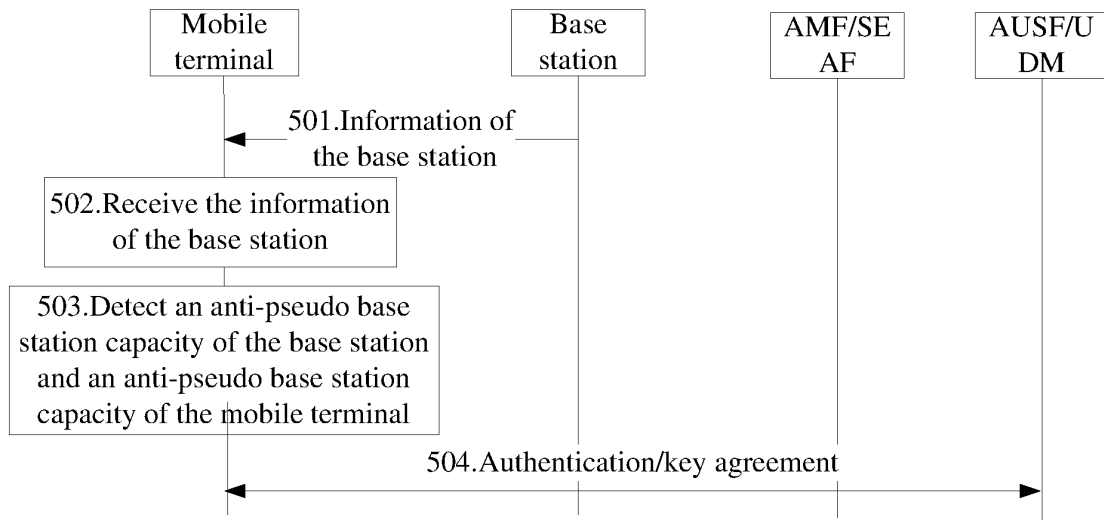 Mobile
terminal
Base
station
AMF/SE
AF
AUSF/U
DM
501.Information of
the base station
502.Receive the information
of the base station
503.Detect an anti-pseudo base
station capacity of the base station
and an anti-pseudo base station
capacity of the mobile terminal
504.Authentication/key agreement